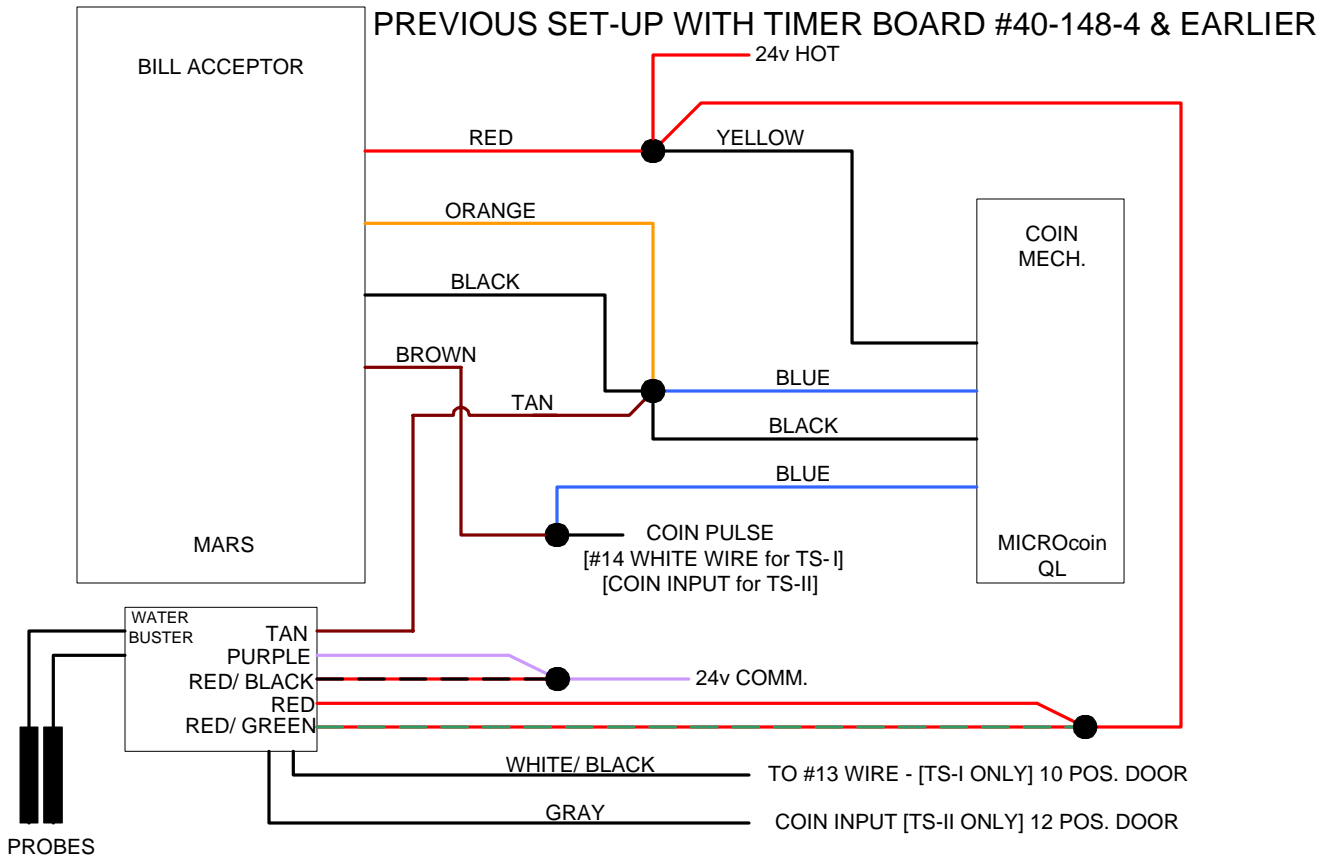 PREVIOUS SET-UP WITH TIMER BOARD #40-148-4 & EARLIER
24v HOT
BILL ACCEPTOR
RED
YELLOW
ORANGE
COIN
MECH.
BLACK
BROWN
BLUE
TAN
BLACK
BLUE
COIN PULSE
[#14 WHITE WIRE for TS-I]
[COIN INPUT for TS-II]
MARS
MICROcoin
QL
WATER
BUSTER
TAN
PURPLE
RED/ BLACK
24v COMM.
RED
RED/ GREEN
WHITE/ BLACK
TO #13 WIRE - [TS-I ONLY] 10 POS. DOOR
GRAY
COIN INPUT [TS-II ONLY] 12 POS. DOOR
PROBES